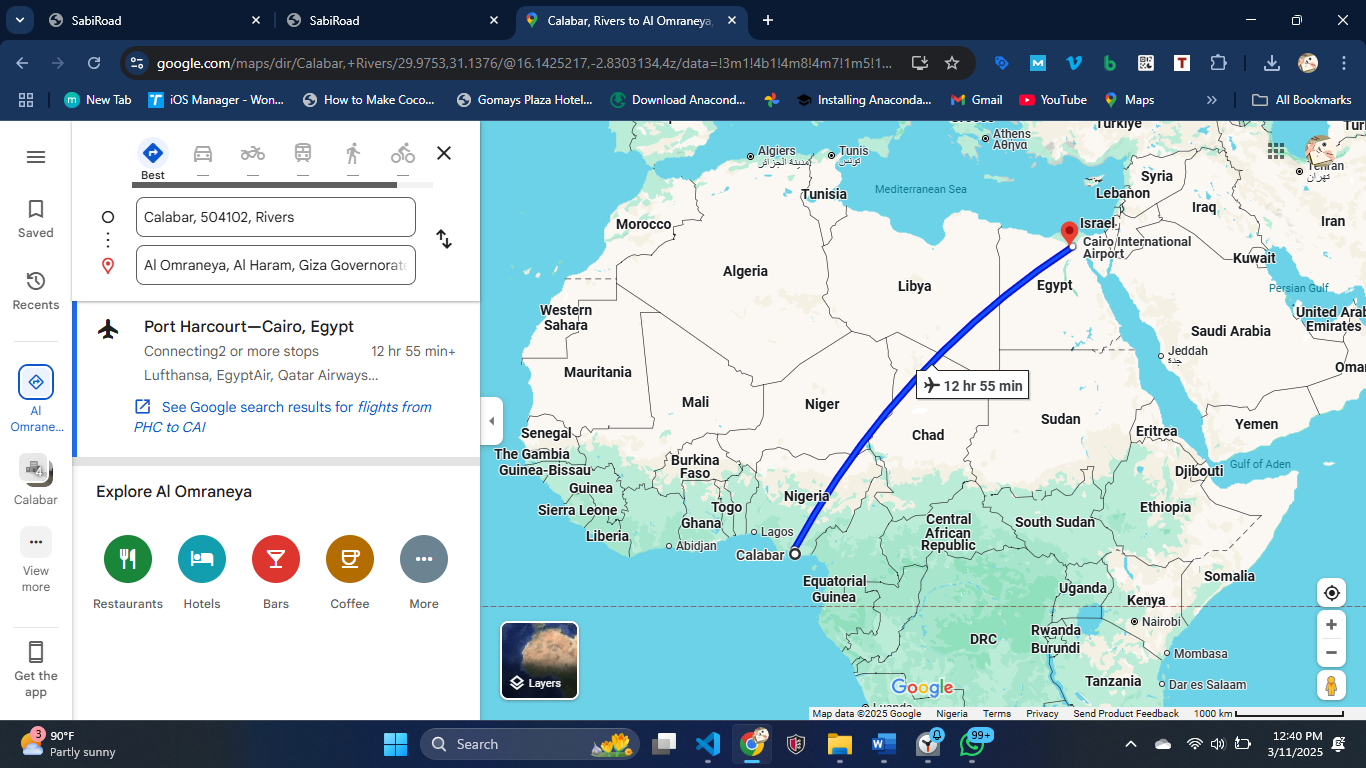 SabiRoad
SabiRoad
Calabar, Rivers to Al Omraneya,
google.com/maps/dir/Calabar,+Rivers/29.9753,31.1376/@16.1425217,-2.8303134,4z/data=!3m1!4b1!4m8!4m7!1m5!1...
New Tab
iOS Manager - Won...
How to Make Coco...
Gomays Plaza Hotel...
Download Anacond...
Installing Anaconda...
Gmail
YouTube
Maps
»
All Bookmarks
Saved
Recents
Al
Omrane...
4
Calabar
View
more
Get the
app
Best
Calabar, 504102, Rivers
Al Omraneya, Al Haram, Giza Governorate
Port Harcourt—Cairo, Egypt
Connecting2 or more stops
12 hr 55 min+
Lufthansa, EgyptAir, Qatar Airways...
See Google search results for flights from
PHC to CAI
Explore Al Omraneya
Restaurants
Hotels
Bars
Coffee
More
Athens
Αθήνα
Türkiye
Algiers
مدينة الجزائر
Tunis
تونس
Tehran
تهران
Syria
Lebanon
Tunisia
Mediterranean Sea
Iraq
Iran
Morocco
Israel
Cairo International
Airport
Kuwait
Algeria
Libya
Egypt
Persian Gulf
Western
Sahara
United Arab
Emirates
Saudi Arabia
Jeddah
جدة
Oman
Mauritania
12 hr 55 min
Mali
Niger
Chad
Sudan
Eritrea
Yemen
Senegal
The Gambia
Guinea-Bissau
Burkina
Faso
Gulf of Aden
Djibouti
Guinea
Nigeria
Sierra Leone
Togo
Ghana
Ethiopia
Liberia
Lagos
Central
African
Republic
South Sudan
Abidjan
Calabar
Equatorial
Guinea
Somalia
Uganda
Kenya
Nairobi
DRC
Rwanda
Burundi
Mombasa
Tanzania
Dar es Salaam
Luanda
Layers
Google
Map data ©2025 Google
Nigeria
Terms
Privacy
Send Product Feedback
1000 km
3
90°F
Partly sunny
Search
99+
12:40 PM
3/11/2025